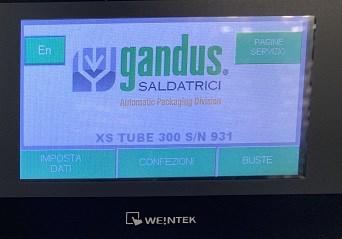 En
PAGINE
SERVIZIO
gandus®
SALDATRICI
Automatic Packaging Division
XS TUBE 300 S/N 931
IMPOSTA
DATI
CONFEZIONI
BUSTE
WEINTEK